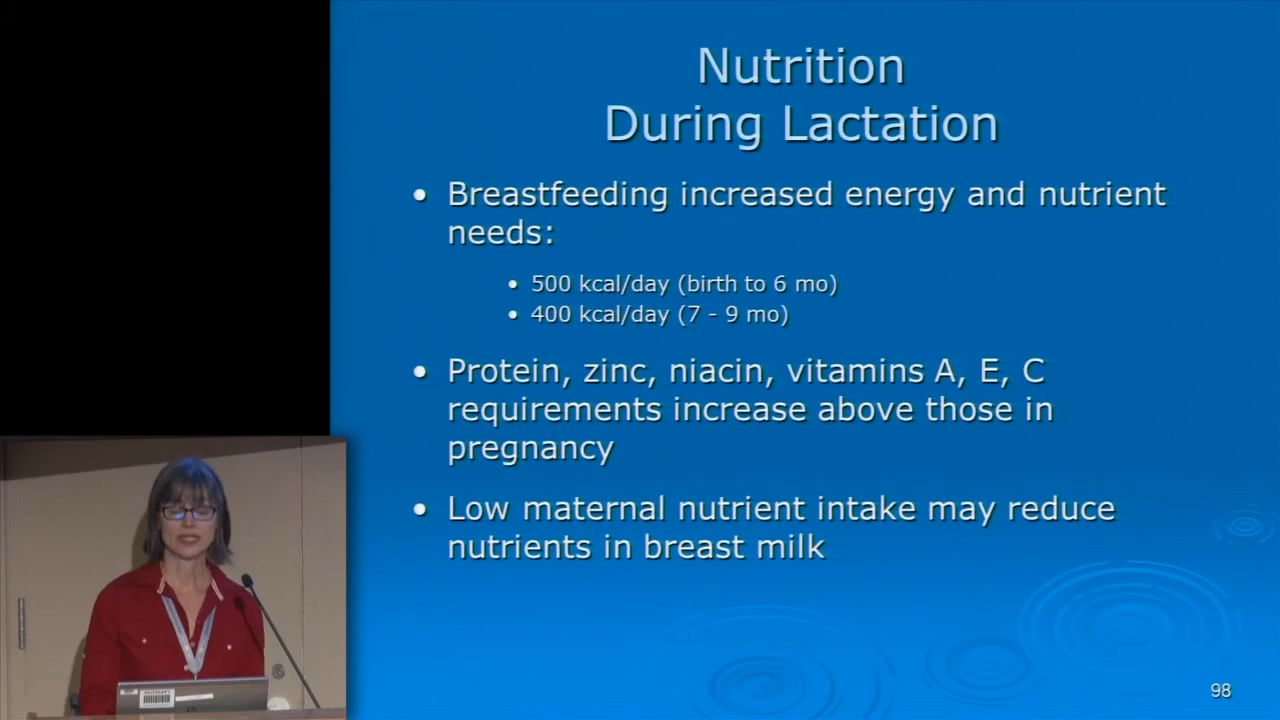 Nutrition
During Lactation
• Breastfeeding increased energy and nutrient
needs:
• 500 kcal/day (birth to 6 mo)
• 400 kcal/day (7 - 9 mo)
• Protein, zinc, niacin, vitamins A, E, C
requirements increase above those in
pregnancy
• Low maternal nutrient intake may reduce
nutrients in breast milk
98